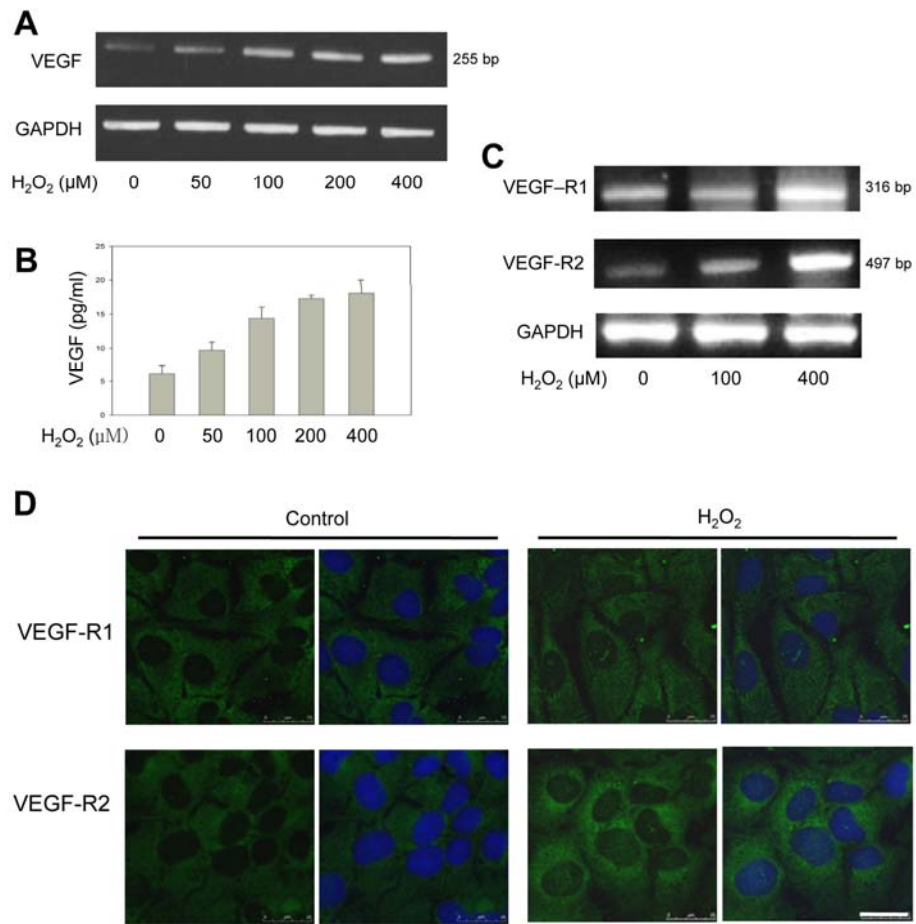 A
VEGF
255 bp
GAPDH
H₂O₂ (μM) 0 50 100 200 400
B
VEGF (pg/ml)
25
20
15
10
5
0
H₂O₂ (μM) 0 50 100 200 400
C
VEGF–R1
316 bp
VEGF-R2
497 bp
GAPDH
H₂O₂ (μM) 0 100 400
D
Control H₂O₂
VEGF-R1
VEGF-R2